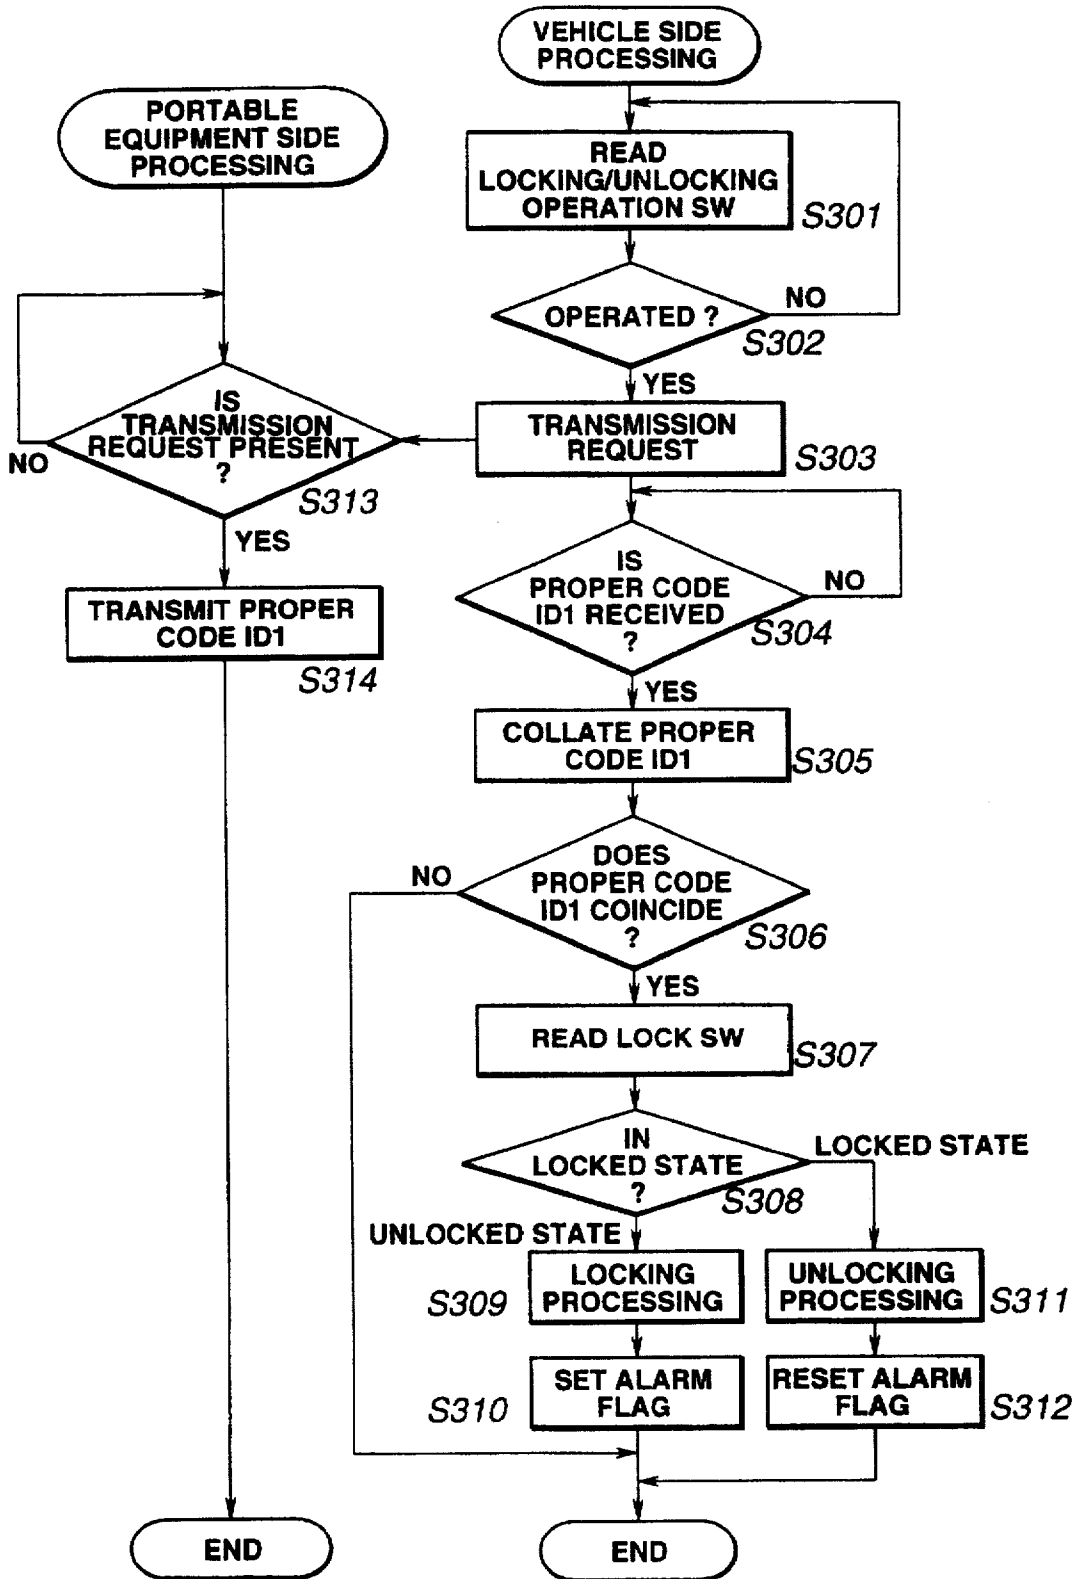 VEHICLE SIDE
PROCESSING
PORTABLE
EQUIPMENT SIDE
PROCESSING
READ
LOCKING/UNLOCKING
OPERATION SW
S301
OPERATED ?
NO
S302
YES
IS
TRANSMISSION
REQUEST PRESENT
?
NO
S313
YES
TRANSMISSION
REQUEST
S303
TRANSMIT PROPER
CODE ID1
S314
IS
PROPER CODE
ID1 RECEIVED
?
NO
S304
YES
COLLATE PROPER
CODE ID1
S305
DOES
PROPER CODE
ID1 COINCIDE
?
NO
S306
YES
READ LOCK SW
S307
IN
LOCKED STATE
?
LOCKED STATE
S308
UNLOCKED STATE
LOCKING
PROCESSING
S309
UNLOCKING
PROCESSING
S311
SET ALARM
FLAG
S310
RESET ALARM
FLAG
S312
END
END